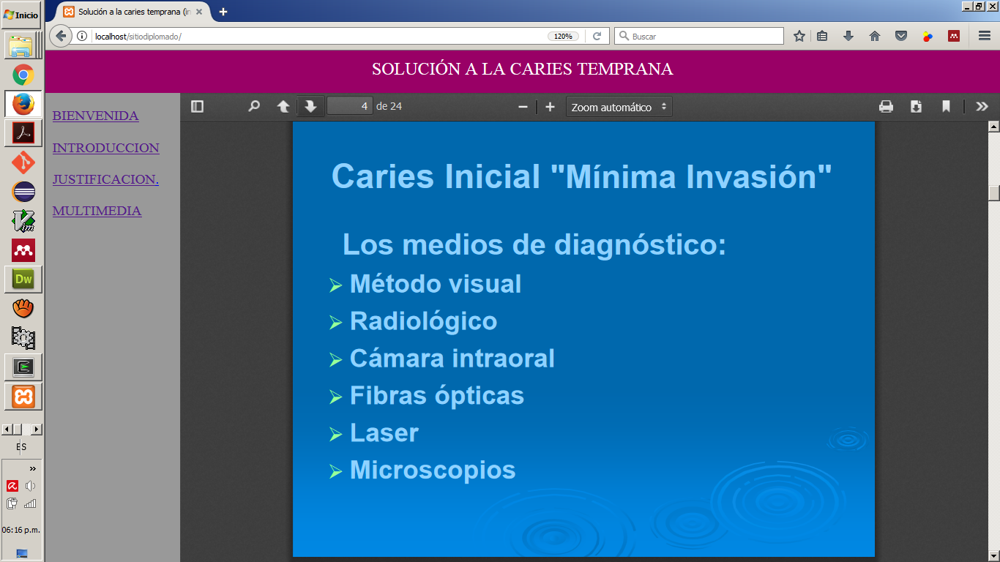 Inicio
Solución a la caries temprana (in
localhost/sitiodiplomado/
120%
Buscar
SOLUCIÓN A LA CARIES TEMPRANA
BIENVENIDA
INTRODUCCION
JUSTIFICACION.
MULTIMEDIA
4 de 24
Zoom automático
Caries Inicial "Mínima Invasión"
Los medios de diagnóstico:
Método visual
Radiológico
Cámara intraoral
Fibras ópticas
Laser
Microscopios
Vim
Dw
ES
06:16 p.m.